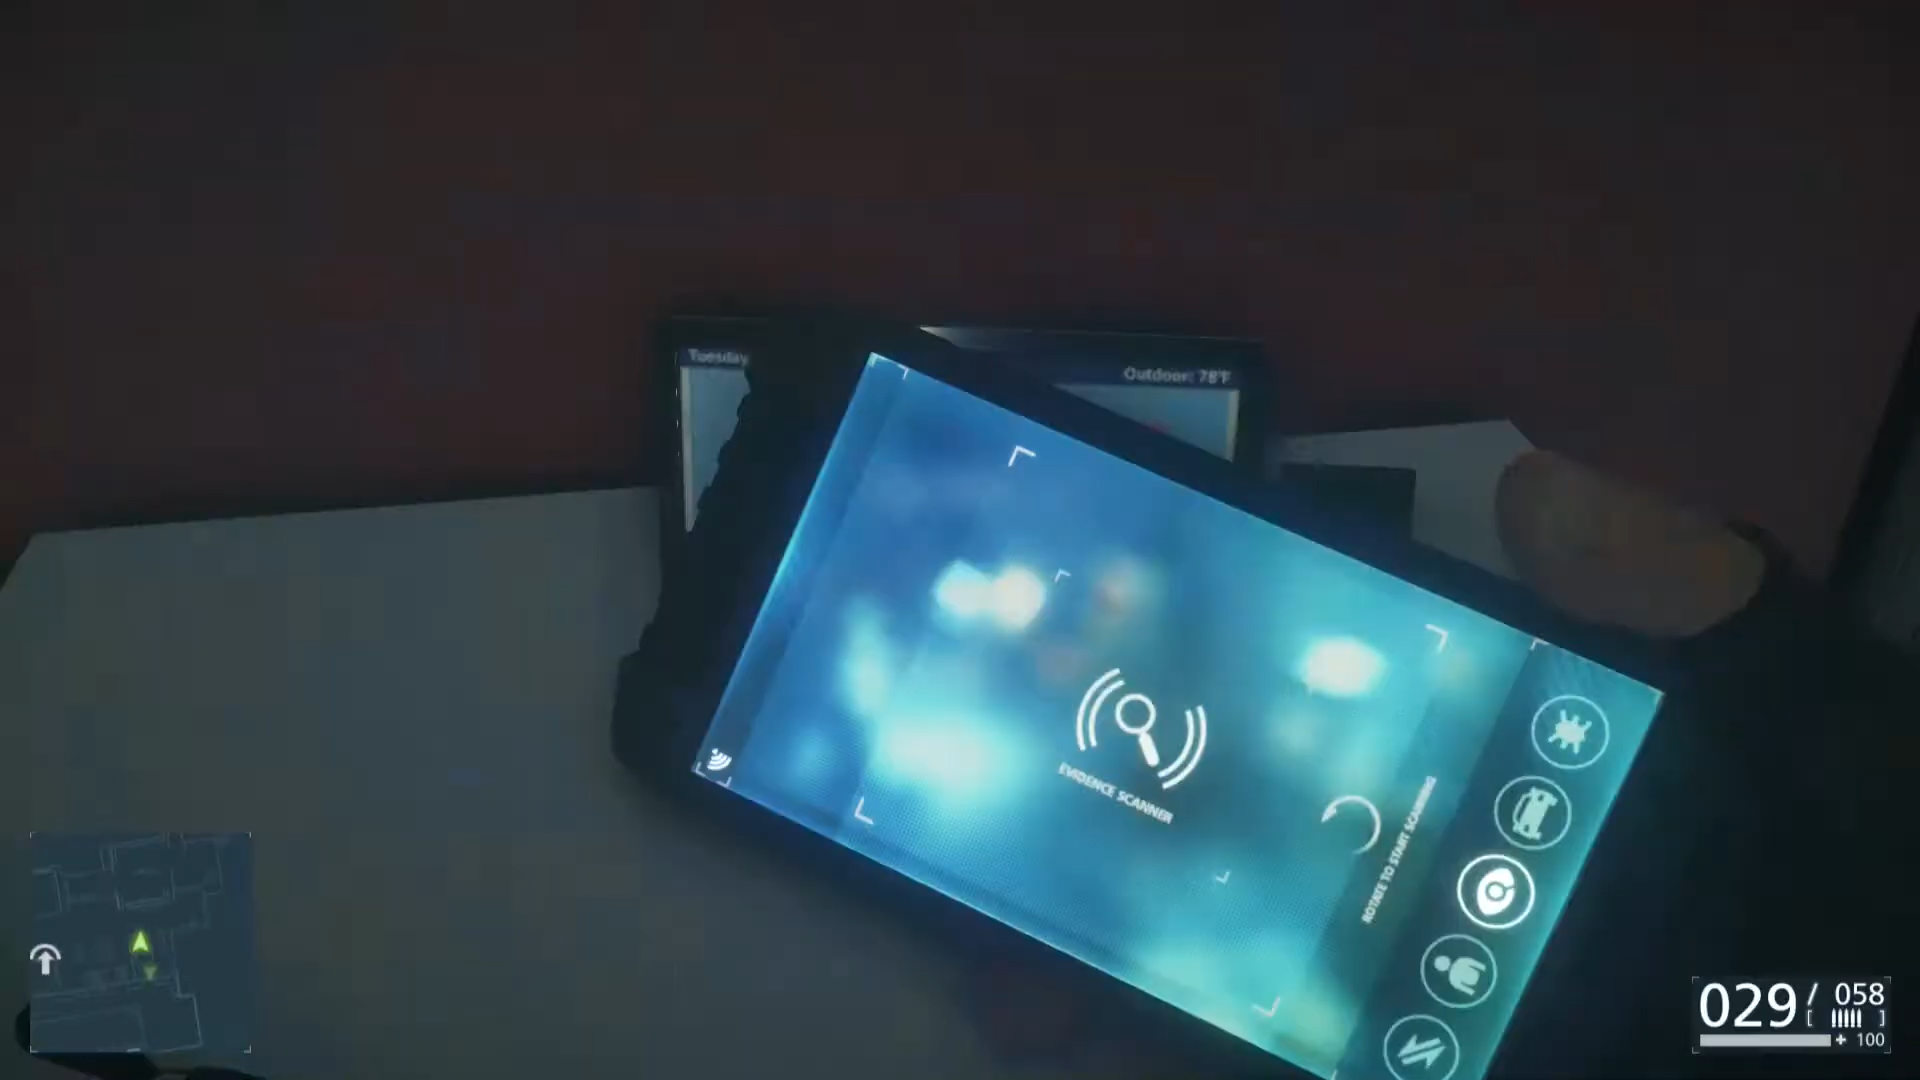 Tuesday
Outdoor: 78°F
EVIDENCE SCANNER
ROTATE TO START SCANNING
029 / 058
+ 100